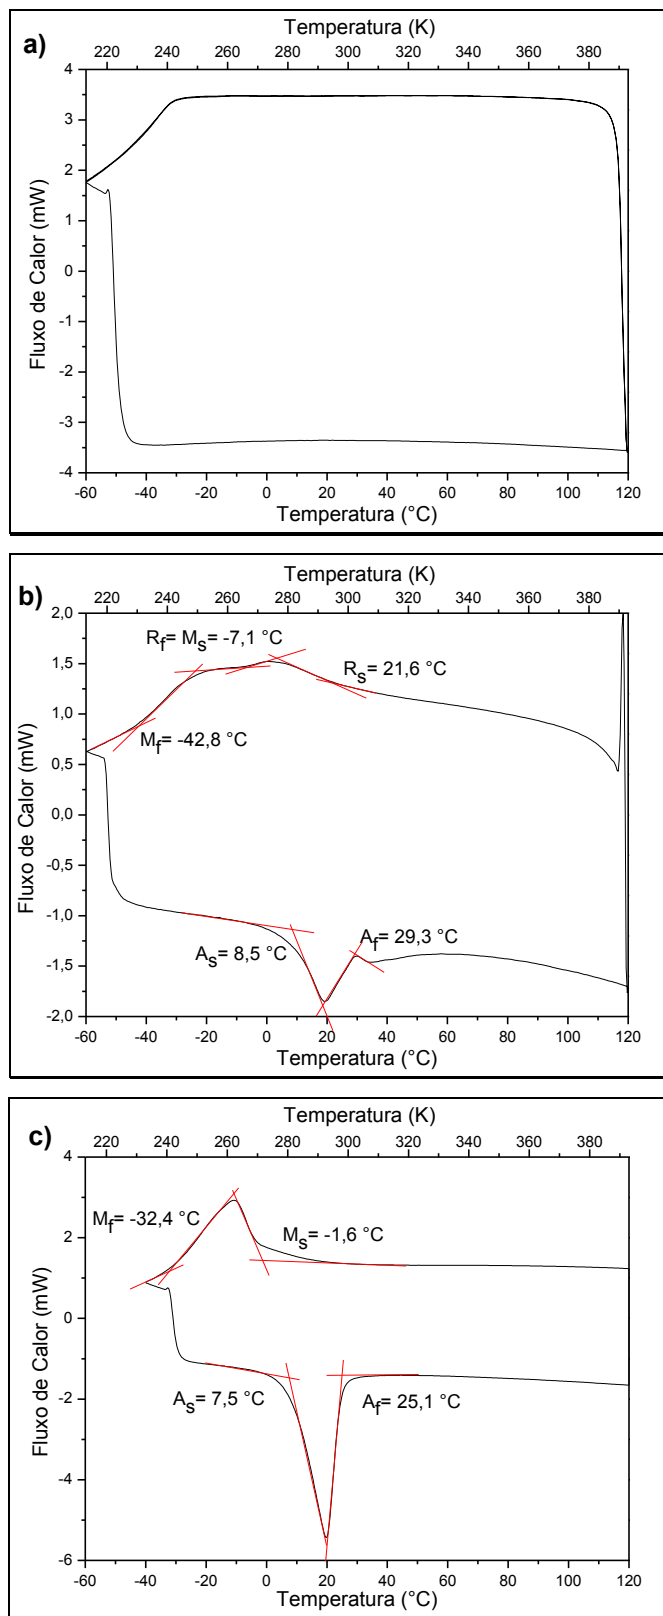 Temperatura (K)
a)
220 240 260 280 300 320 340 360 380
4
3
2
1
0
-1
-2
-3
-4
Fluxo de Calor (mW)
-60 -40 -20 0 20 40 60 80 100 120
Temperatura (°C)
Temperatura (K)
b)
220 240 260 280 300 320 340 360 380
2,0
1,5
1,0
0,5
0,0
-0,5
-1,0
-1,5
-2,0
Fluxo de Calor (mW)
Rf= Ms= -7,1 °C
Rs= 21,6 °C
Mf= -42,8 °C
As= 8,5 °C
Af= 29,3 °C
-60 -40 -20 0 20 40 60 80 100 120
Temperatura (°C)
Temperatura (K)
c)
220 240 260 280 300 320 340 360 380
4
2
0
-2
-4
-6
Fluxo de Calor (mW)
Mf= -32,4 °C
Ms= -1,6 °C
As= 7,5 °C
Af= 25,1 °C
-60 -40 -20 0 20 40 60 80 100 120
Temperatura (°C)